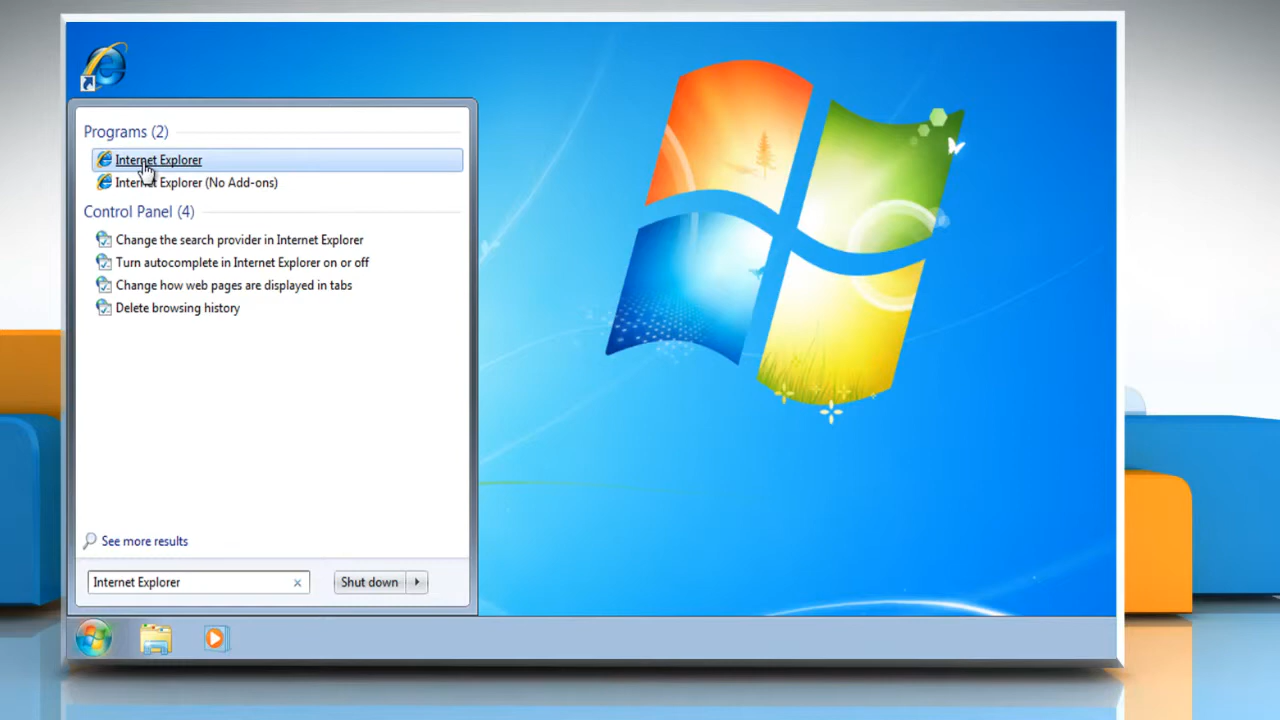 Programs (2)
Internet Explorer
Internet Explorer (No Add-ons)
Control Panel (4)
Change the search provider in Internet Explorer
Turn autocomplete in Internet Explorer on or off
Change how web pages are displayed in tabs
Delete browsing history
See more results
Internet Explorer
Shut down